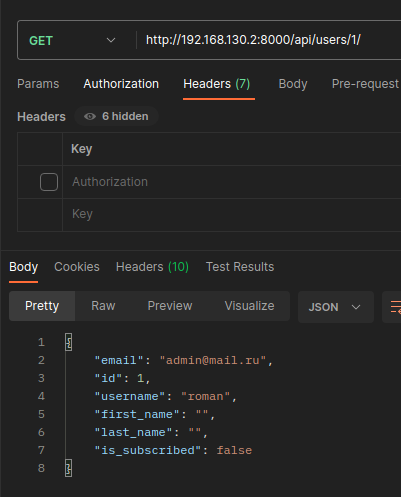 GET http://192.168.130.2:8000/api/users/1/
Params Authorization Headers (7) Body Pre-request
Headers 6 hidden
Key
Authorization
Key
Body Cookies Headers (10) Test Results
Pretty Raw Preview Visualize JSON
1 {
2 "email": "admin@mail.ru",
3 "id": 1,
4 "username": "roman",
5 "first_name": "",
6 "last_name": "",
7 "is_subscribed": false
8 }